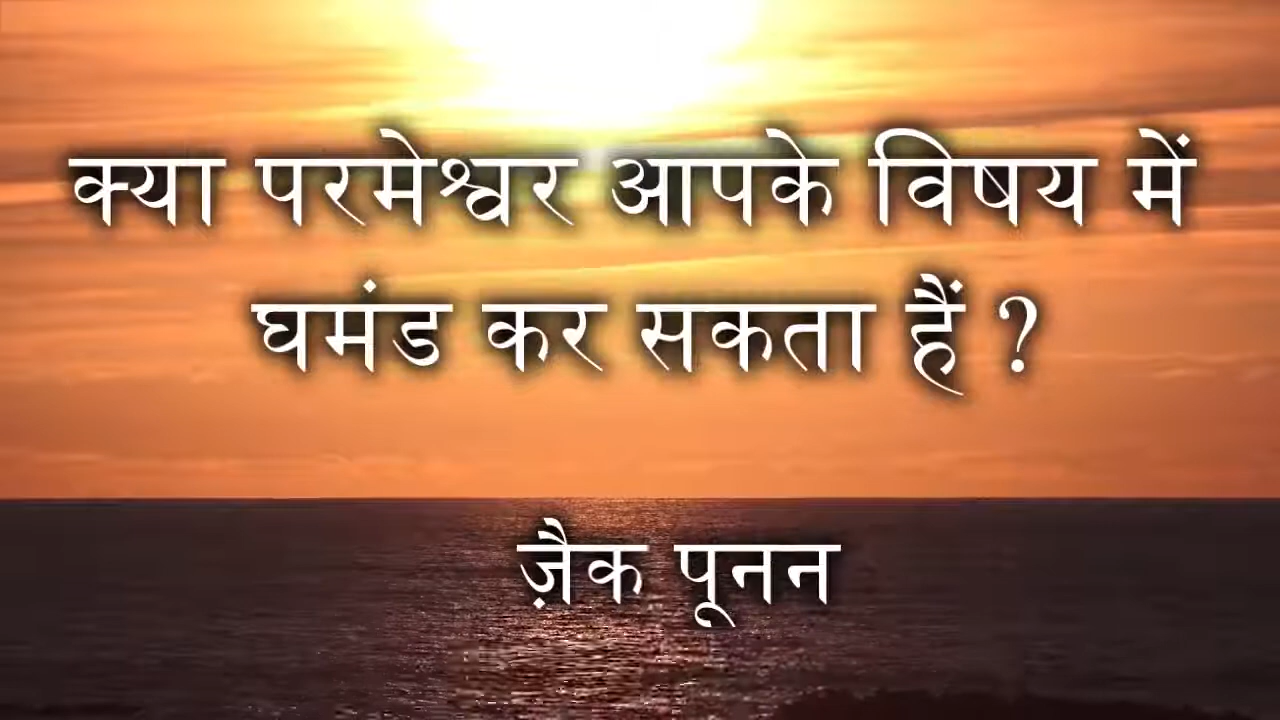 क्या परमेश्वर आपके विषय में
घमंड कर सकता हैं ?
ज़ैक पूनन